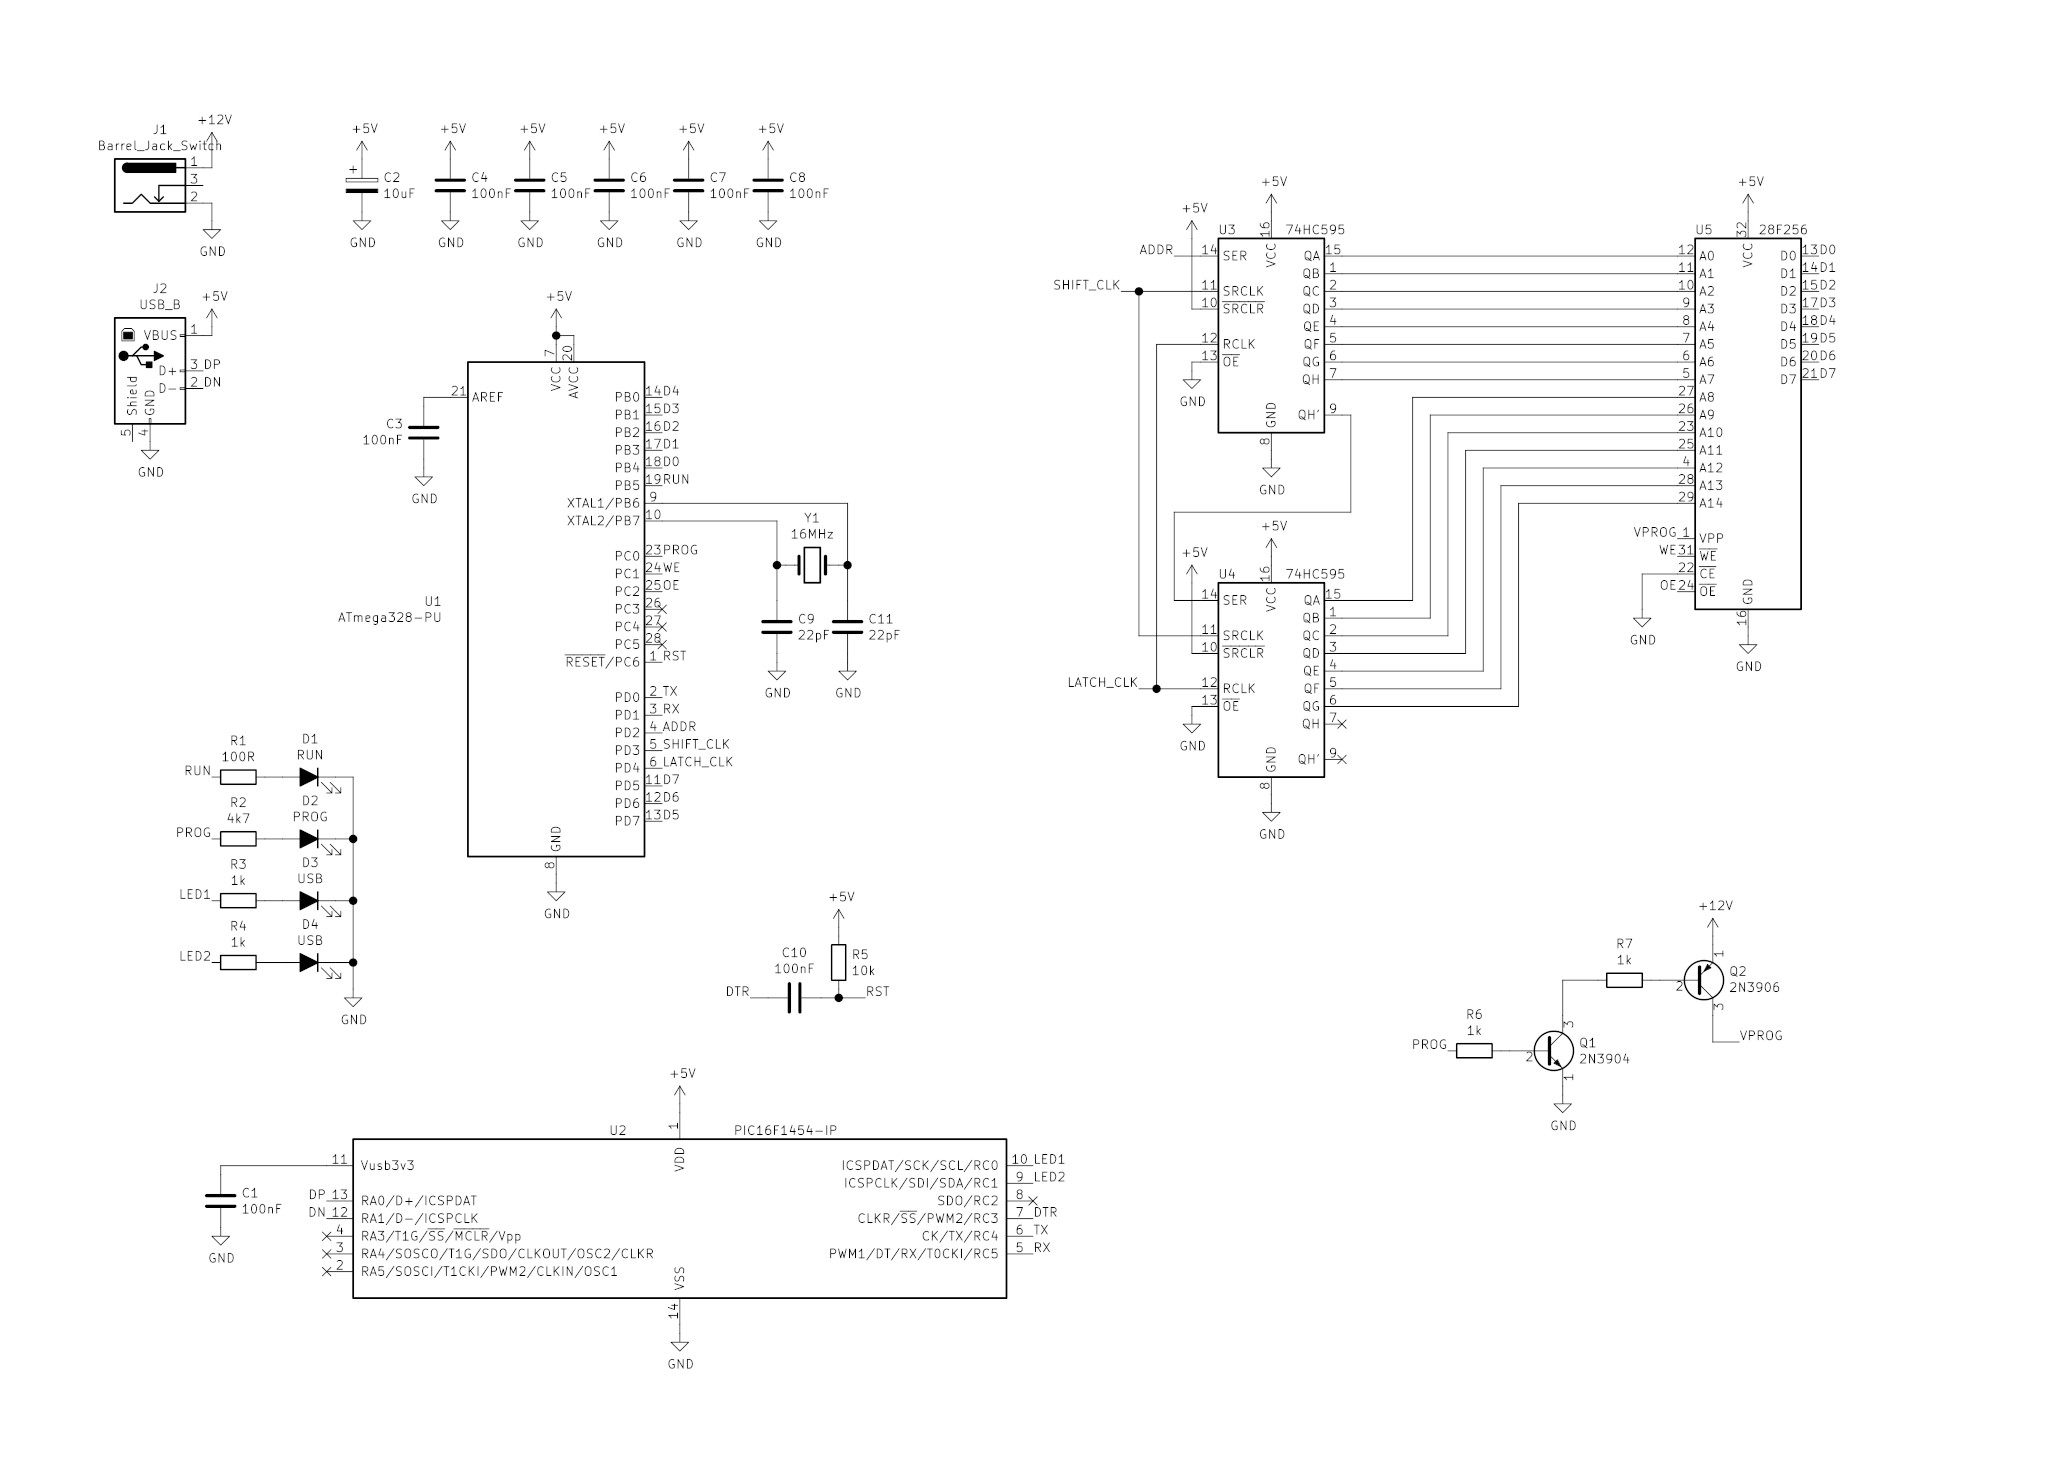 J1
Barrel_Jack_Switch
+12V
1
3
2
GND
J2
USB_B
+5V
VBUS 1
D+ 3 DP
D- 2 DN
Shield
GND
5
4
GND
+5V
+
C2
10uF
GND
+5V
C4
100nF
GND
+5V
C5
100nF
GND
+5V
C6
100nF
GND
+5V
C7
100nF
GND
+5V
C8
100nF
GND
+5V
7
20
VCC
AVCC
21 AREF
C3
100nF
GND
U1
ATmega328-PU
PB0 14 D4
PB1 15 D3
PB2 16 D2
PB3 17 D1
PB4 18 D0
PB5 19 RUN
XTAL1/PB6 9
XTAL2/PB7 10
PC0 23 PROG
PC1 24 WE
PC2 25 OE
PC3 26
PC4 27
PC5 28
RESET/PC6 1 RST
PD0 2 TX
PD1 3 RX
PD2 4 ADDR
PD3 5 SHIFT_CLK
PD4 6 LATCH_CLK
PD5 11 D7
PD6 12 D6
PD7 13 D5
GND
8
GND
Y1
16MHz
C9
22pF
GND
C11
22pF
GND
R1
100R
RUN
D1
RUN
R2
4k7
PROG
D2
PROG
R3
1k
LED1
D3
USB
R4
1k
LED2
D4
USB
GND
+5V
R5
10k
C10
100nF
DTR
RST
+5V
1
VDD
U2
PIC16F1454-IP
11 Vusb3v3
C1
100nF
GND
DP 13 RA0/D+/ICSPDAT
DN 12 RA1/D-/ICSPCLK
4 RA3/T1G/SS/MCLR/Vpp
3 RA4/SOSCO/T1G/SDO/CLKOUT/OSC2/CLKR
2 RA5/SOSCI/T1CKI/PWM2/CLKIN/OSC1
ICSPDAT/SCK/SCL/RC0 10 LED1
ICSPCLK/SDI/SDA/RC1 9 LED2
SDO/RC2 8
CLKR/SS/PWM2/RC3 7 DTR
CK/TX/RC4 6 TX
PWM1/DT/RX/T0CKI/RC5 5 RX
VSS
14
GND
+5V
+5V
U3
74HC595
16
VCC
ADDR 14 SER
SHIFT_CLK 11 SRCLK
10 SRCLR
12 RCLK
13 OE
GND
QA 15
QB 1
QC 2
QD 3
QE 4
QF 5
QG 6
QH 7
QH' 9
GND
8
GND
+5V
+5V
U4
74HC595
16
VCC
14 SER
11 SRCLK
10 SRCLR
LATCH_CLK 12 RCLK
13 OE
GND
QA 15
QB 1
QC 2
QD 3
QE 4
QF 5
QG 6
QH 7
QH' 9
GND
8
GND
+5V
U5
28F256
32
VCC
12 A0
11 A1
10 A2
9 A3
8 A4
7 A5
6 A6
5 A7
27 A8
26 A9
23 A10
25 A11
4 A12
28 A13
29 A14
VPROG 1 VPP
WE 31 WE
22 CE
OE 24 OE
GND
D0 13 D0
D1 14 D1
D2 15 D2
D3 17 D3
D4 18 D4
D5 19 D5
D6 20 D6
D7 21 D7
GND
16
GND
+12V
R7
1k
1
2
3
Q2
2N3906
VPROG
R6
1k
PROG
3
2
1
Q1
2N3904
GND